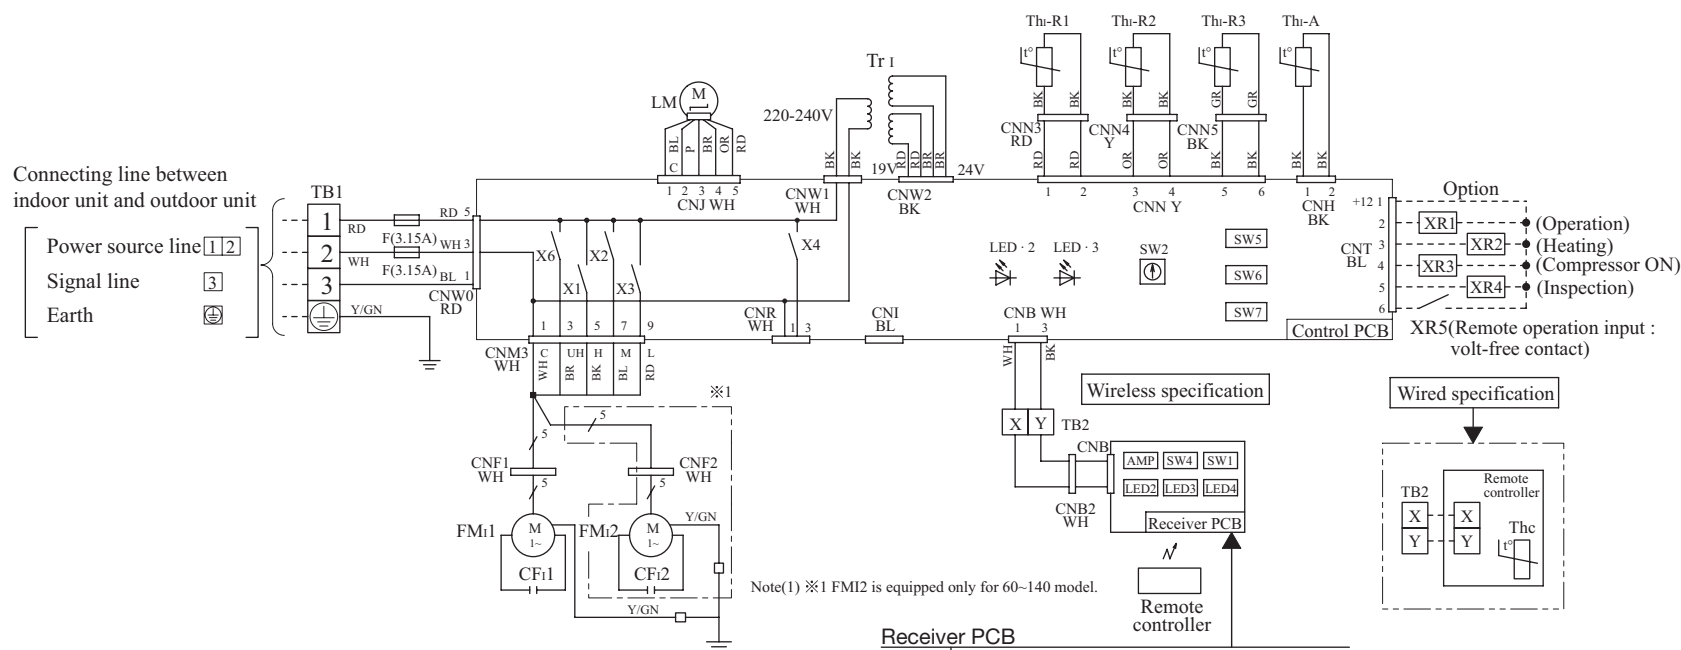 ThI-R1 ThI-R2 ThI-R3 ThI-A
t° t° t° t°
Tr I
LM M
220-240V
BK BK BK BK GR GR
CNN3 RD CNN4 Y CNN5 BK
BL P BR OR RD
C
BK BK
RD RD BR BR
RD RD OR OR BK BK BK BK
19V 24V
1 2 3 4 5
CNJ WH
CNW1 WH
CNW2 BK
1 2 3 4 5 6
CNN Y
1 2
CNH BK
Connecting line between
indoor unit and outdoor unit
Power source line 1 2
Signal line 3
Earth
TB1
1 RD F(3.15A) RD 5
2 WH F(3.15A) WH 3
3 BL 1
Y/GN
CNW0 RD
X6 X2 X4
X1 X3
LED · 2 LED · 3 SW2
SW5
SW6
SW7
CNR WH 1 3
CNI BL
CNB WH
1 3
Control PCB
Option
+12 1
2 XR1 (Operation)
3 XR2 (Heating)
4 XR3 (Compressor ON)
5 XR4 (Inspection)
6
CNT BL
XR5(Remote operation input :
volt-free contact)
1 3 5 7 9
CNM3 WH
C UH H M L
WH BR BK BL RD
※1
5 5
CNF1 WH CNF2 WH
5 5
Y/GN
FMI1 M 1~ FMI2 M 1~
CFI1 CFI2
Y/GN
Note(1) ※1 FMI2 is equipped only for 60~140 model.
WH BK
X Y TB2
Wireless specification
CNB
AMP SW4 SW1
LED2 LED3 LED4
CNB2 WH
Receiver PCB
Remote
controller
Receiver PCB
Wired specification
TB2
X X
Y Y
Remote
controller
Thc
t°